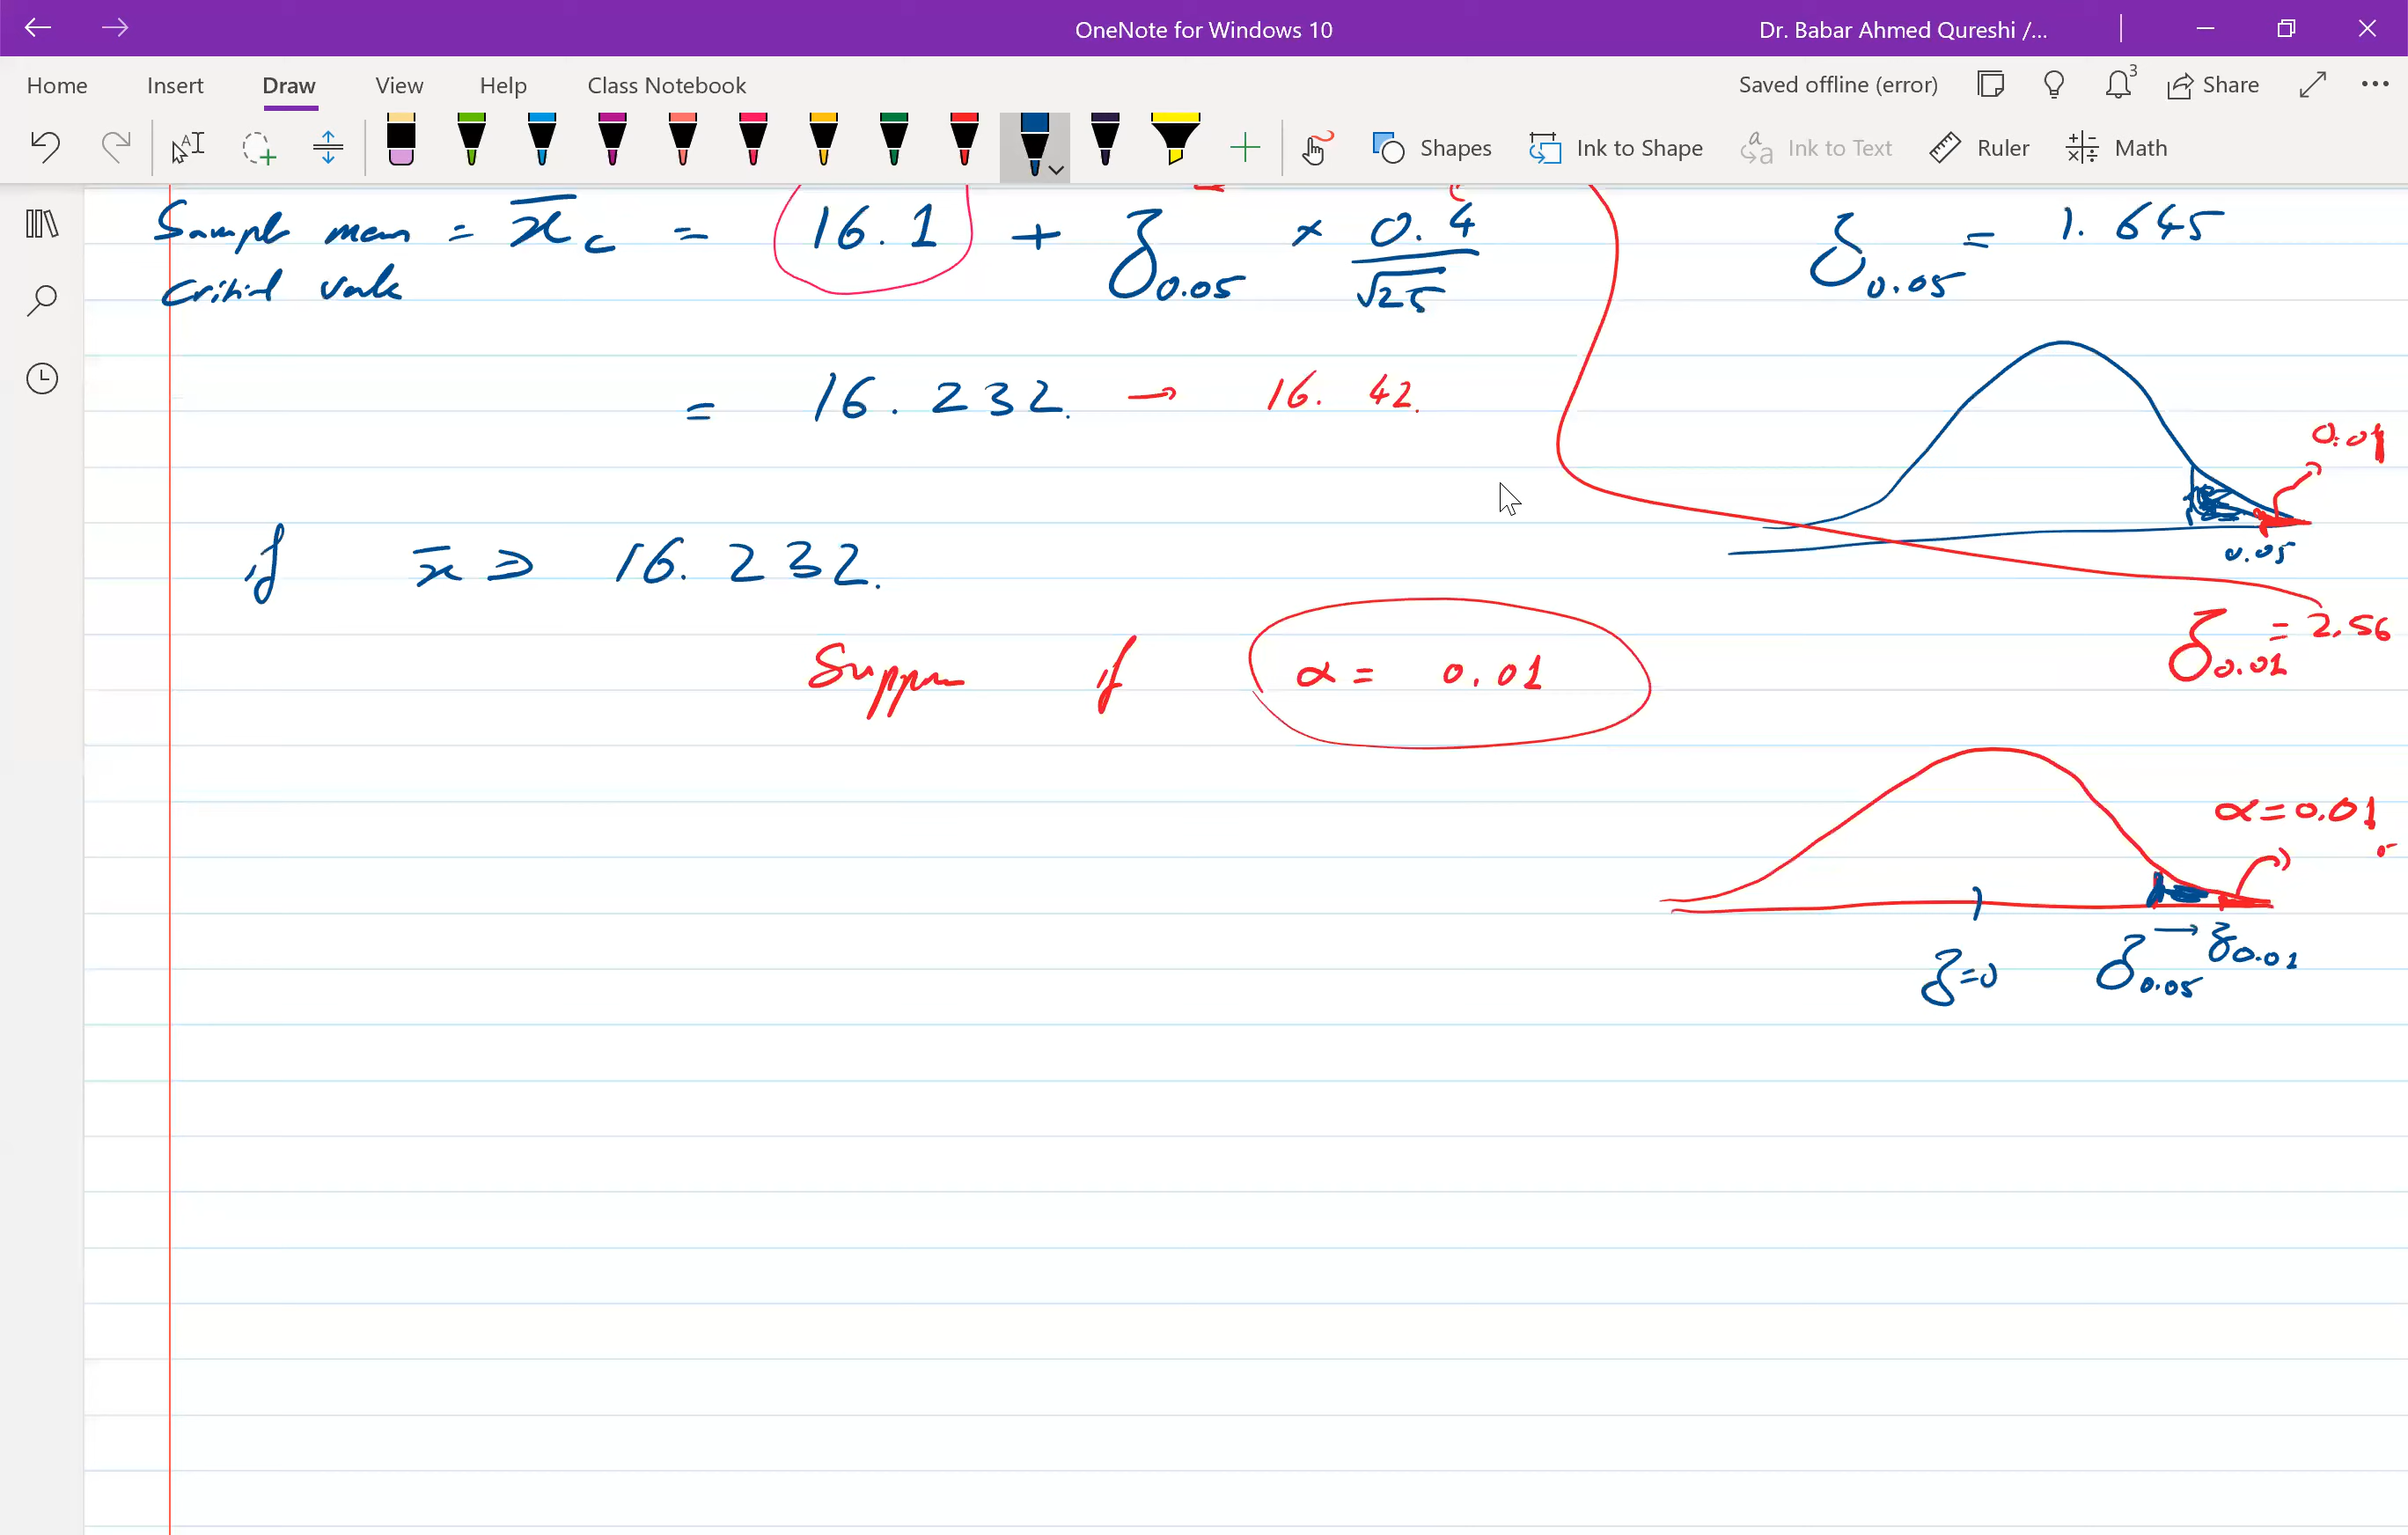 OneNote for Windows 10
Dr. Babar Ahmed Qureshi /...
Home Insert Draw View Help Class Notebook
Saved offline (error) 3 Share
Shapes Ink to Shape Ink to Text Ruler Math
Sample mean = x̄c = 16.1 + z0.05 × 0.4/√25
critical value
z0.05 = 1.645
= 16.232. → 16.42.
0.01
0.05
if x̄ => 16.232.
z0.01 = 2.56
Suppose if α = 0.01
α = 0.01
z=0 z0.05 → z0.01